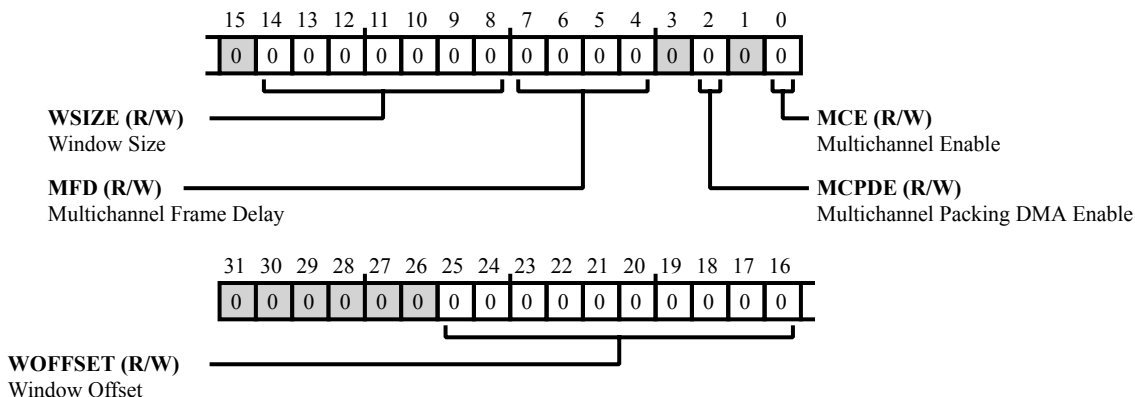 15 14 13 12 11 10 9 8 7 6 5 4 3 2 1 0
0 0 0 0 0 0 0 0 0 0 0 0 0 0 0 0
WSIZE (R/W)
Window Size
MCE (R/W)
Multichannel Enable
MFD (R/W)
Multichannel Frame Delay
MCPDE (R/W)
Multichannel Packing DMA Enable
31 30 29 28 27 26 25 24 23 22 21 20 19 18 17 16
0 0 0 0 0 0 0 0 0 0 0 0 0 0 0 0
WOFFSET (R/W)
Window Offset